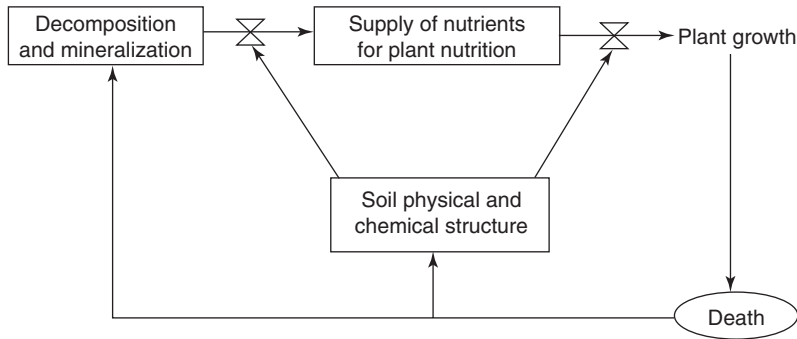 Decomposition
and mineralization
Supply of nutrients
for plant nutrition
Plant growth
Soil physical and
chemical structure
Death